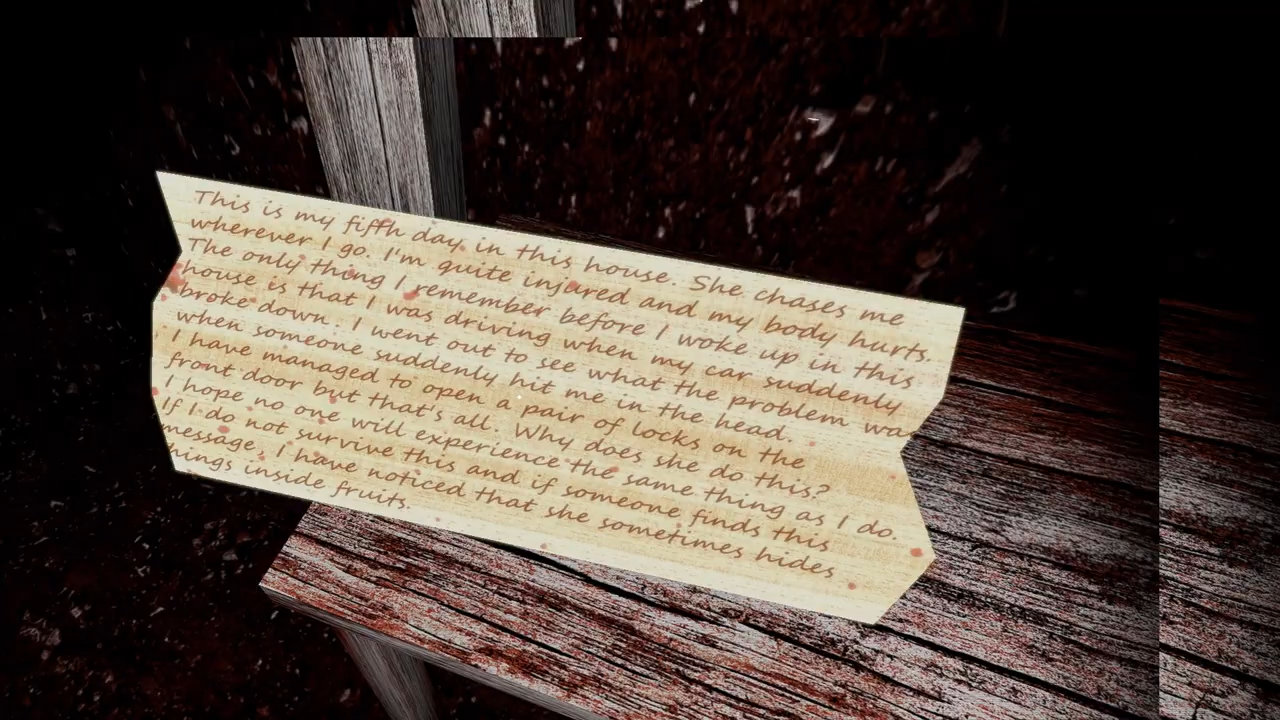 This is my fifth day in this house. She chases me
wherever I go. I'm quite injured and my body hurts.
The only thing I remember before I woke up in this
house is that I was driving when my car suddenly
broke down. I went out to see what the problem was
when someone suddenly hit me in the head.
I have managed to open a pair of locks on the
front door but that's all. Why does she do this?
I hope no one will experience the same thing as I do.
If I do not survive this and if someone finds this
message, I have noticed that she sometimes hides
things inside fruits.